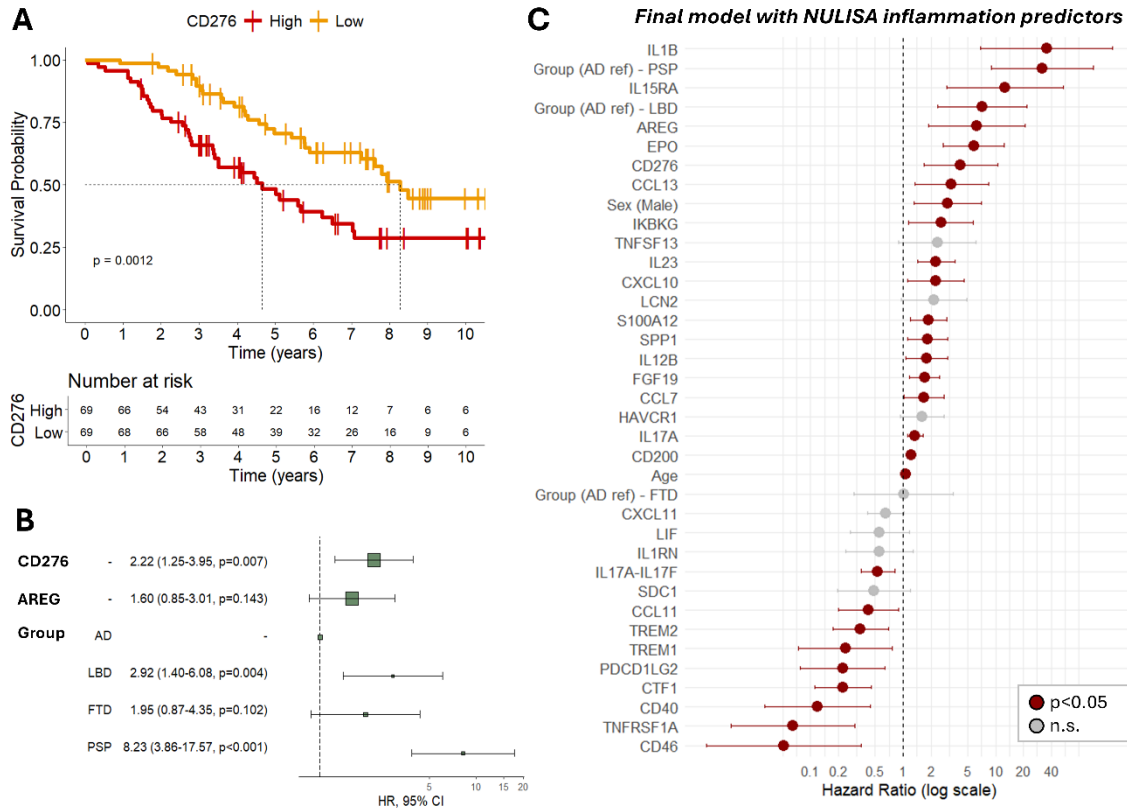 A
CD276 High Low
Survival Probability
1.00
0.75
0.50
0.25
0.00
p = 0.0012
0 1 2 3 4 5 6 7 8 9 10
Time (years)
Number at risk
CD276
High 69 66 54 43 31 22 16 12 7 6 6
Low 69 68 66 58 48 39 32 26 16 9 6
0 1 2 3 4 5 6 7 8 9 10
Time (years)
B
CD276 - 2.22 (1.25-3.95, p=0.007)
AREG - 1.60 (0.85-3.01, p=0.143)
Group AD -
LBD 2.92 (1.40-6.08, p=0.004)
FTD 1.95 (0.87-4.35, p=0.102)
PSP 8.23 (3.86-17.57, p<0.001)
5 10 15 20
HR, 95% CI
C
Final model with NULISA inflammation predictors
IL1B
Group (AD ref) - PSP
IL15RA
Group (AD ref) - LBD
AREG
EPO
CD276
CCL13
Sex (Male)
IKBKG
TNFSF13
IL23
CXCL10
LCN2
S100A12
SPP1
IL12B
FGF19
CCL7
HAVCR1
IL17A
CD200
Age
Group (AD ref) - FTD
CXCL11
LIF
IL1RN
IL17A-IL17F
SDC1
CCL11
TREM2
TREM1
PDCD1LG2
CTF1
CD40
TNFRSF1A
CD46
p<0.05
n.s.
0.1 0.2 0.5 1 2 5 10 20 40
Hazard Ratio (log scale)